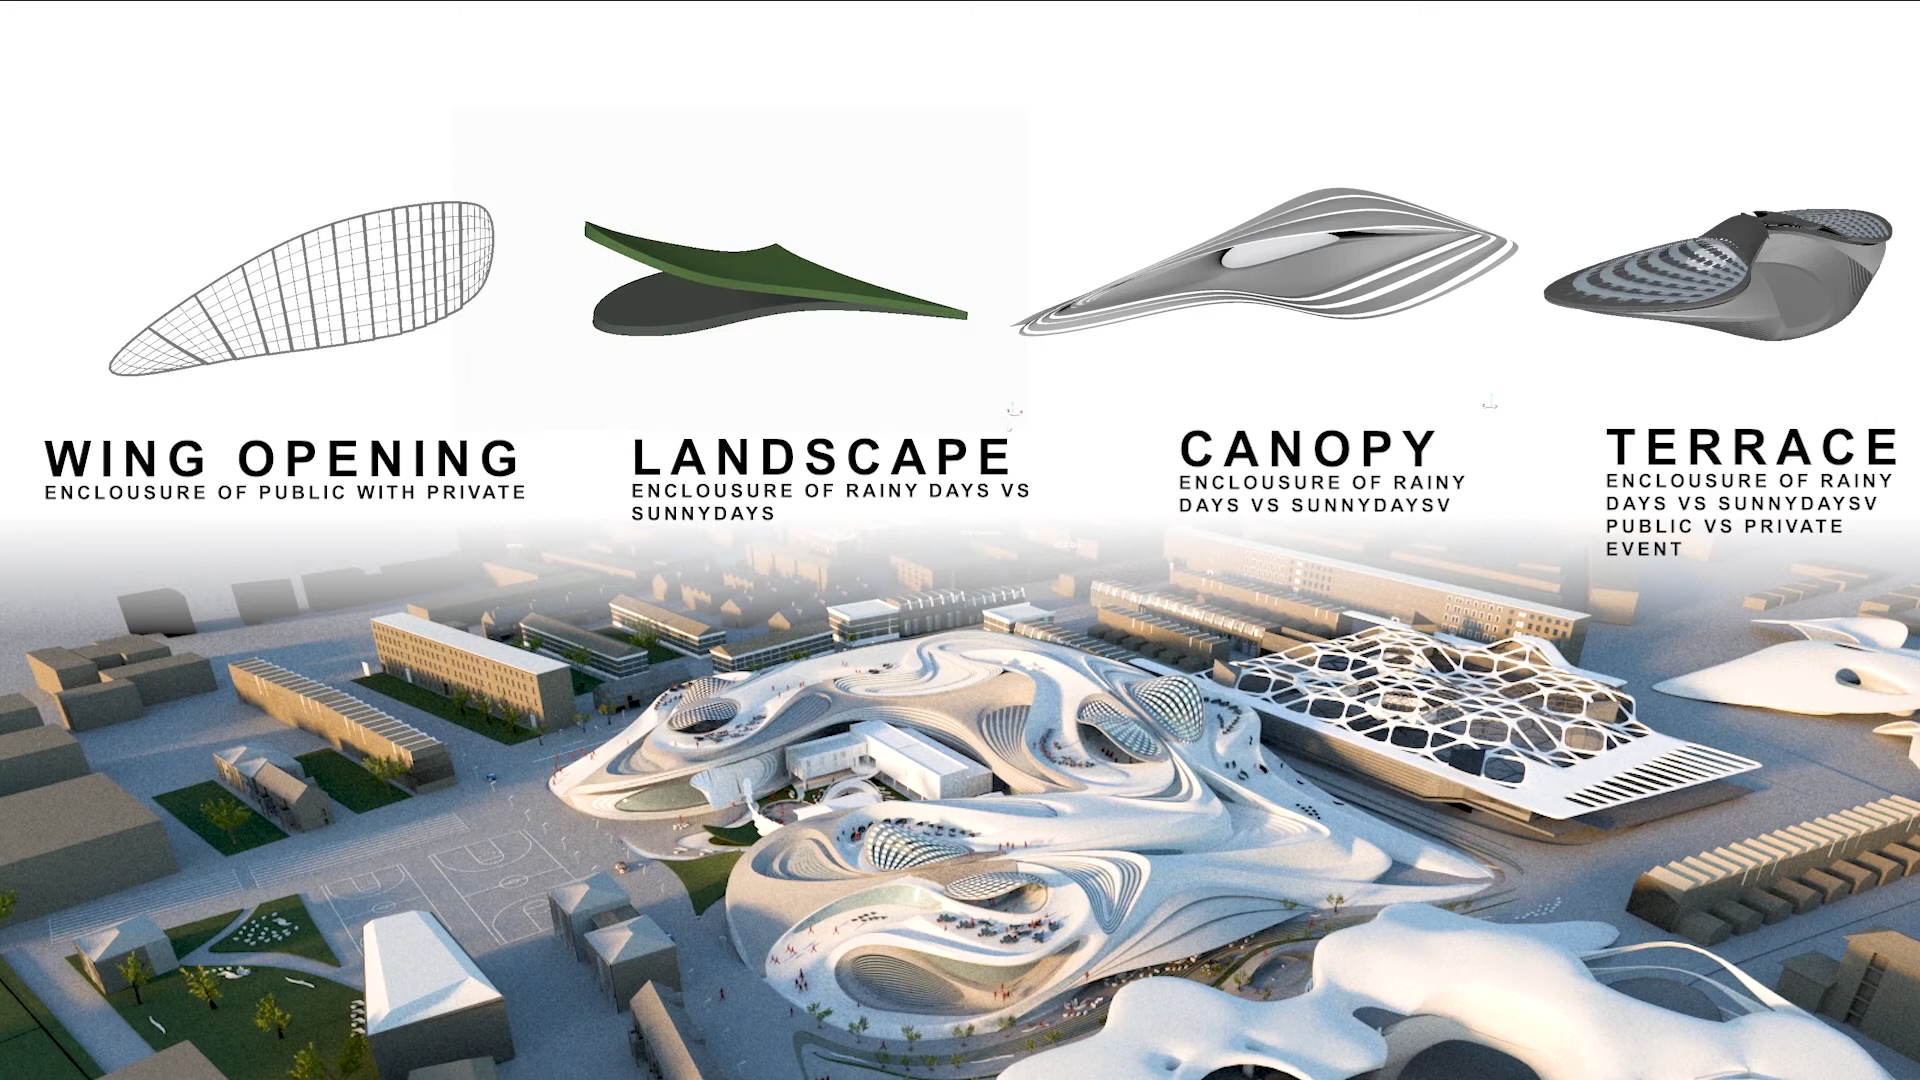 WING OPENING
ENCLOUSURE OF PUBLIC WITH PRIVATE
LANDSCAPE
ENCLOUSURE OF RAINY DAYS VS
SUNNYDAYS
CANOPY
ENCLOUSURE OF RAINY
DAYS VS SUNNYDAYSV
TERRACE
ENCLOUSURE OF RAINY
DAYS VS SUNNYDAYSV
PUBLIC VS PRIVATE
EVENT